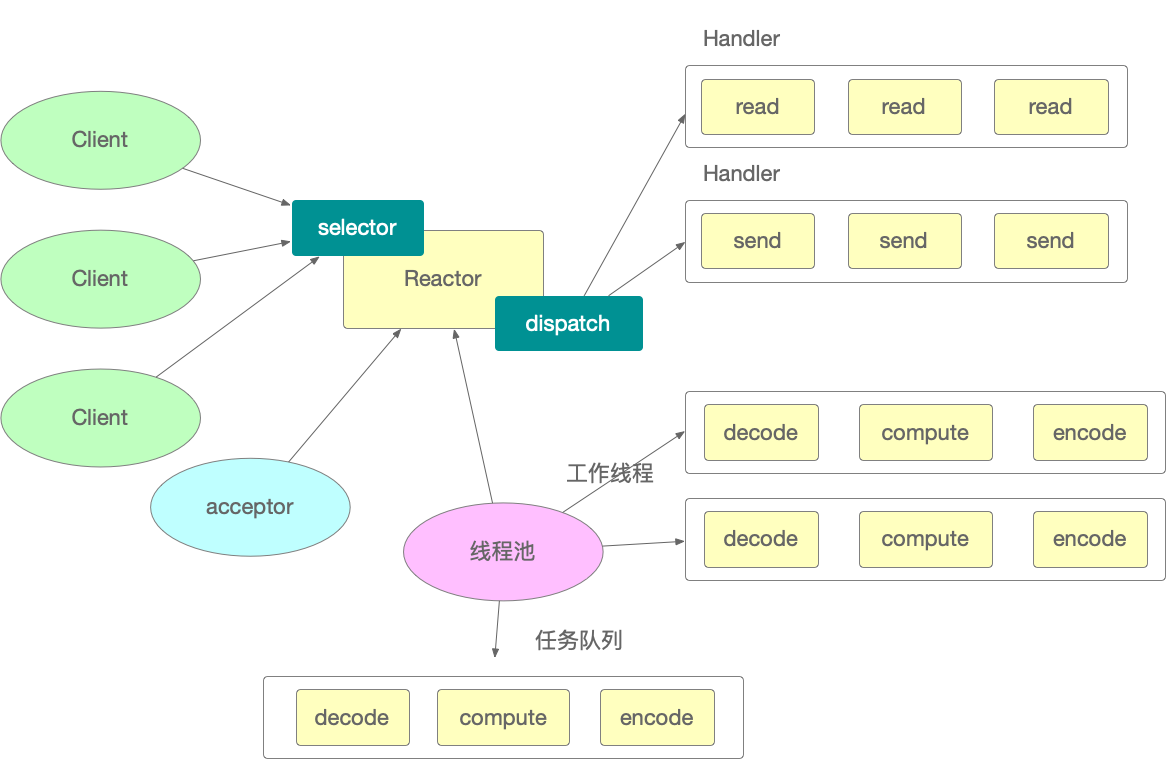 Handler
read
read
read
Client
Handler
selector
send
send
send
Client
Reactor
dispatch
Client
decode
compute
encode
工作线程
acceptor
decode
compute
encode
线程池
任务队列
decode
compute
encode